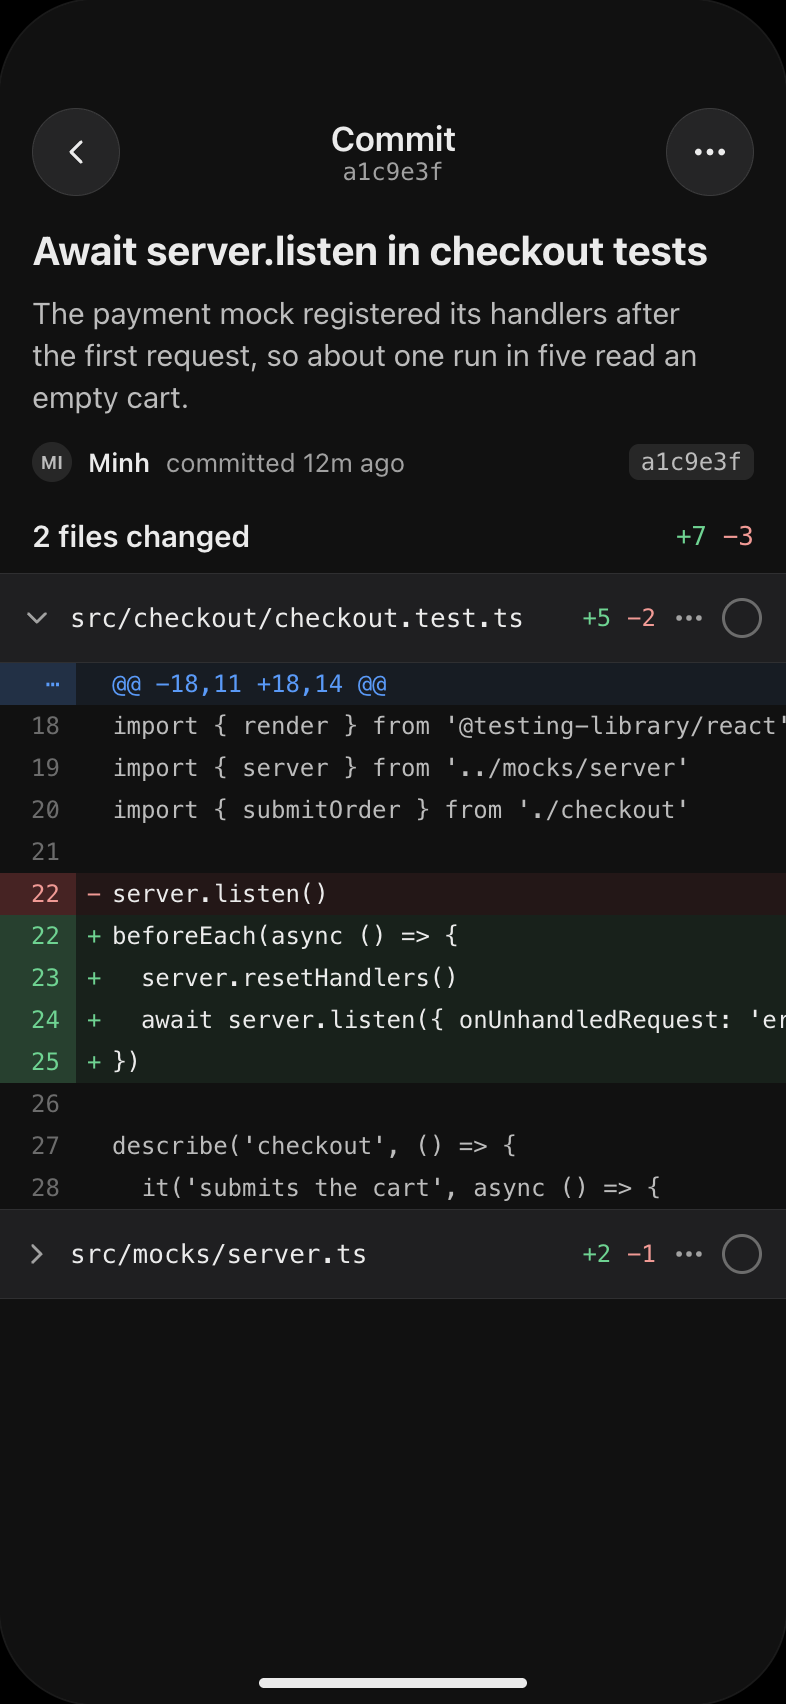 Commit
a1c9e3f
Await server.listen in checkout tests
The payment mock registered its handlers after
the first request, so about one run in five read an
empty cart.
MI Minh committed 12m ago a1c9e3f
2 files changed +7 −3
src/checkout/checkout.test.ts +5 −2
@@ −18,11 +18,14 @@
18 import { render } from '@testing-library/react'
19 import { server } from '../mocks/server'
20 import { submitOrder } from './checkout'
21
22 − server.listen()
22 + beforeEach(async () => {
23 +   server.resetHandlers()
24 +   await server.listen({ onUnhandledRequest: 'er
25 + })
26
27 describe('checkout', () => {
28   it('submits the cart', async () => {
src/mocks/server.ts +2 −1